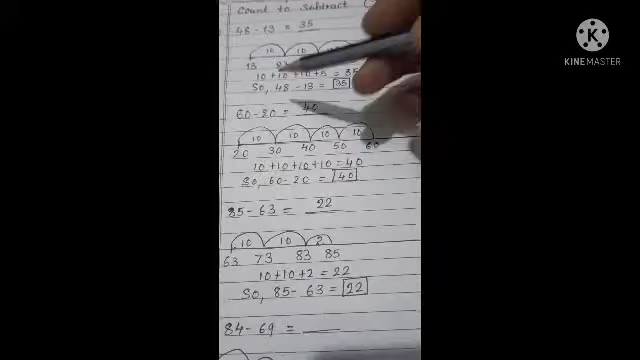 Count to Subtract
48 - 13 = 35
10 10 10
13
10 + 10 + 10 + 5 = 35
So, 48 - 13 = 35
60 - 20 = 40
10 10 10 10
20 30 40 50 60
10 + 10 + 10 + 10 = 40
So, 60 - 20 = 40
85 - 63 = 22
10 10 2
63 73 83 85
10 + 10 + 2 = 22
So, 85 - 63 = 22
84 - 69 = ____
KINEMASTER